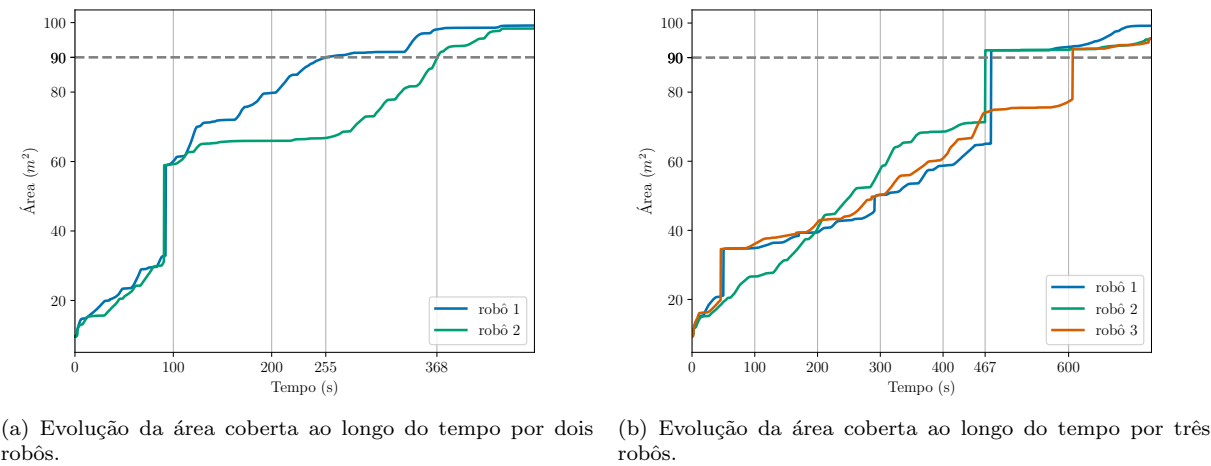 100
90
80
60
40
20
Área (m²)
0
100
200
255
368
Tempo (s)
robô 1
robô 2
100
90
80
60
40
20
Área (m²)
0
100
200
300
400
467
600
Tempo (s)
robô 1
robô 2
robô 3
(a) Evolução da área coberta ao longo do tempo por dois
robôs.
(b) Evolução da área coberta ao longo do tempo por três
robôs.